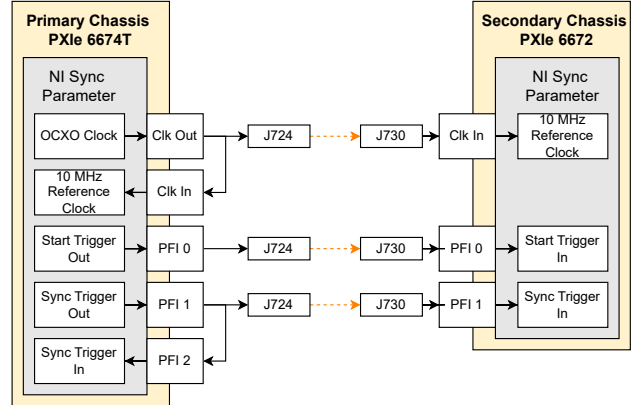 Primary Chassis
PXIe 6674T
Secondary Chassis
PXIe 6672
NI Sync
Parameter
NI Sync
Parameter
OCXO Clock
Clk Out
J724
J730
Clk In
10 MHz
Reference
Clock
10 MHz
Reference
Clock
Clk In
Start Trigger
Out
PFI 0
J724
J730
PFI 0
Start Trigger
In
Sync Trigger
Out
PFI 1
J724
J730
PFI 1
Sync Trigger
In
Sync Trigger
In
PFI 2